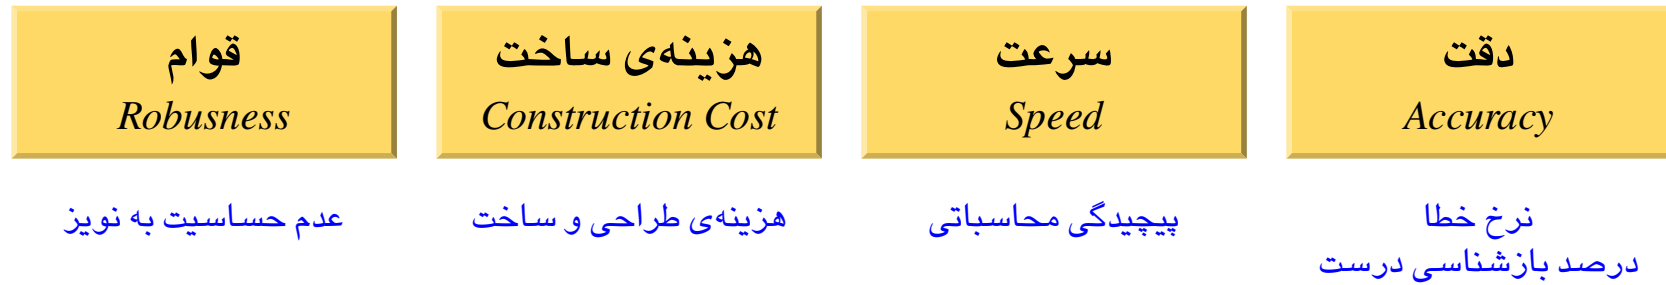 دقت
Accuracy
نرخ خطا
درصد بازشناسی درست
سرعت
Speed
پیچیدگی محاسباتی
هزینه‌ی ساخت
Construction Cost
هزینه‌ی طراحی و ساخت
قوام
Robusness
عدم حساسیت به نویز